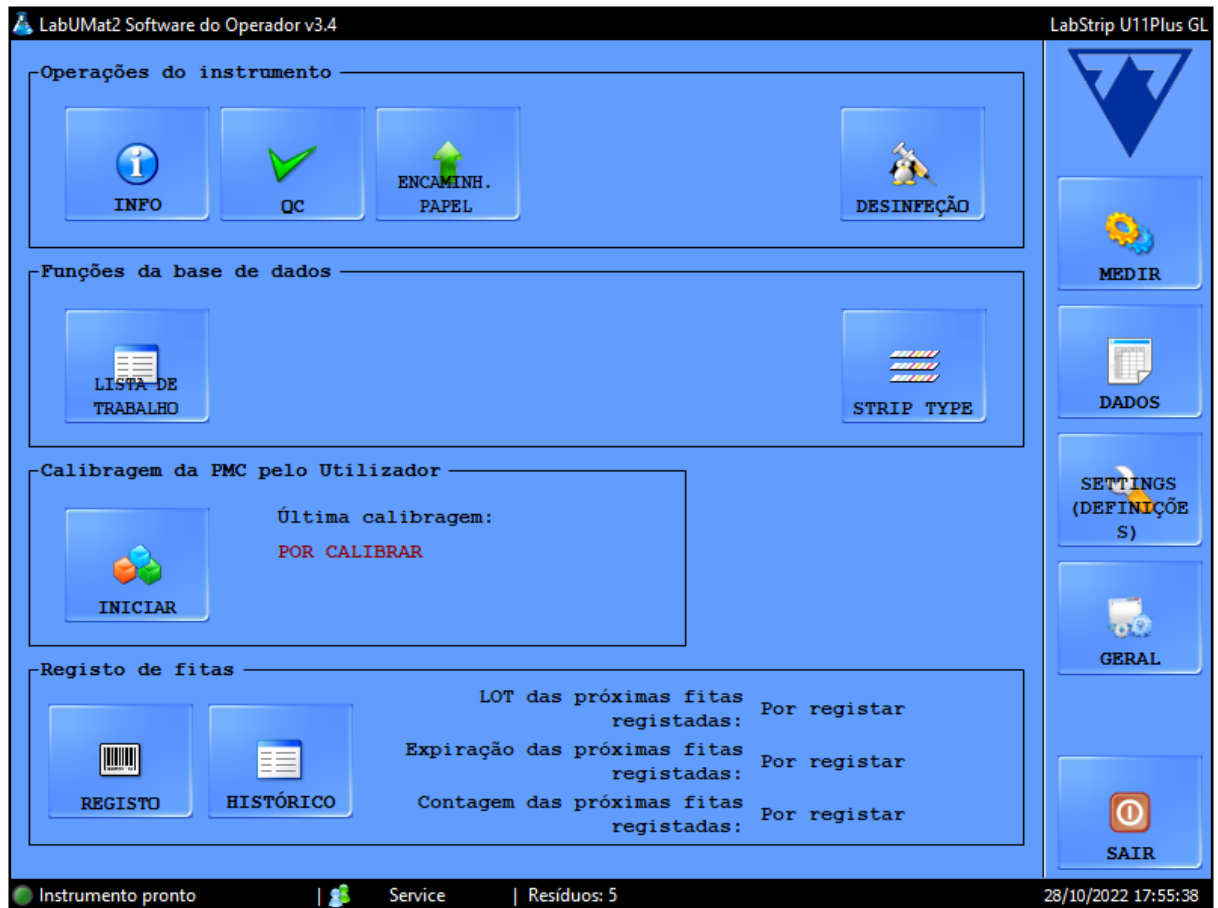 LabUMat2 Software do Operador v3.4
LabStrip U11Plus GL
Operações do instrumento
INFO
QC
ENCAMINH.
PAPEL
DESINFEÇÃO
Funções da base de dados
LISTA DE
TRABALHO
STRIP TYPE
Calibragem da PMC pelo Utilizador
INICIAR
Última calibragem:
POR CALIBRAR
Registo de fitas
REGISTO
HISTÓRICO
LOT das próximas fitas
registadas:
Por registar
Expiração das próximas fitas
registadas:
Por registar
Contagem das próximas fitas
registadas:
Por registar
MEDIR
DADOS
SETTINGS
(DEFINIÇÕE
S)
GERAL
SAIR
Instrumento pronto | Service | Resíduos: 5
28/10/2022 17:55:38